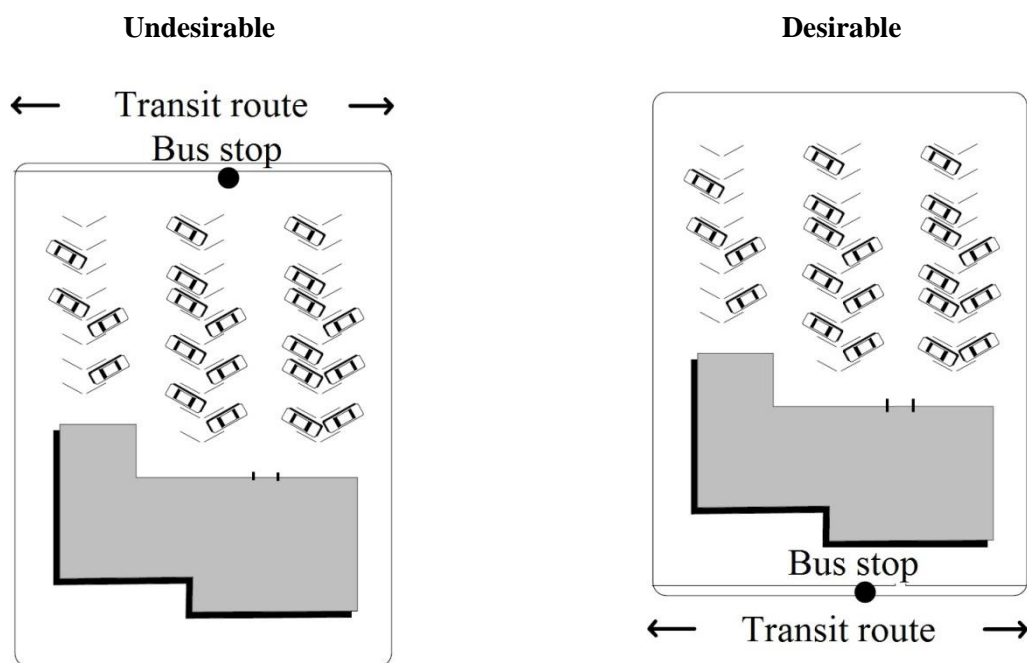 Undesirable
Desirable
Transit route
Bus stop
Bus stop
Transit route